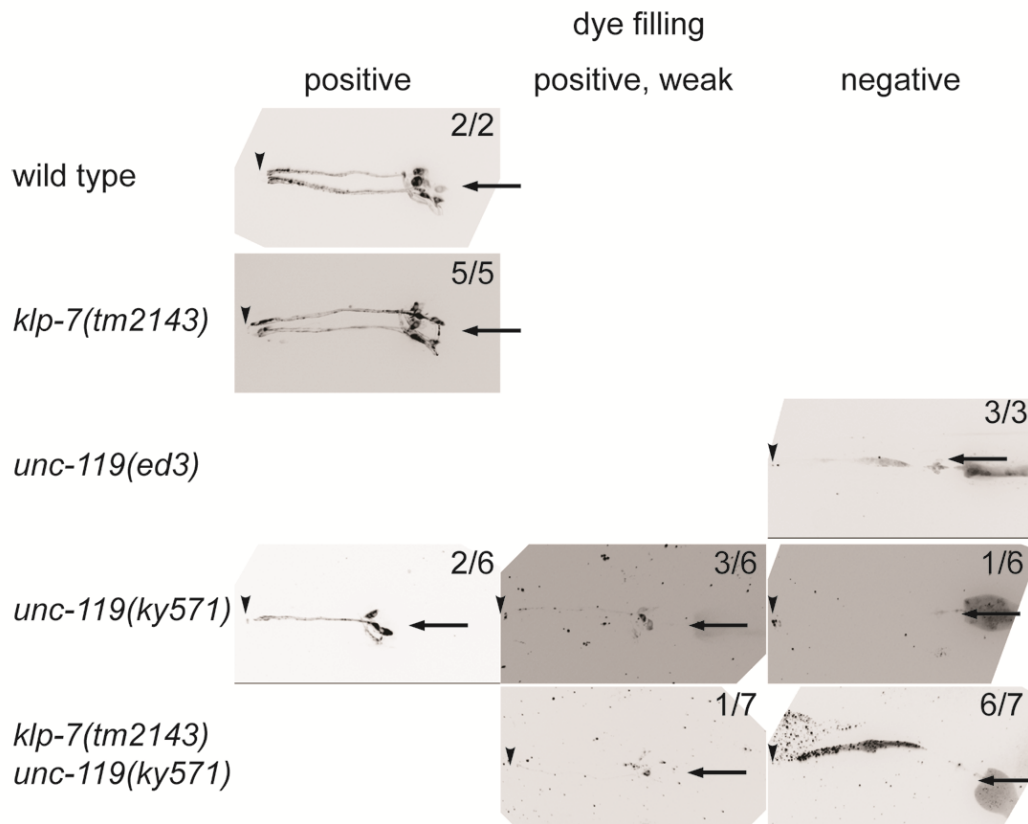 dye filling
positive
positive, weak
negative
wild type
2/2
klp-7(tm2143)
5/5
unc-119(ed3)
3/3
unc-119(ky571)
2/6
3/6
1/6
klp-7(tm2143)
unc-119(ky571)
1/7
6/7